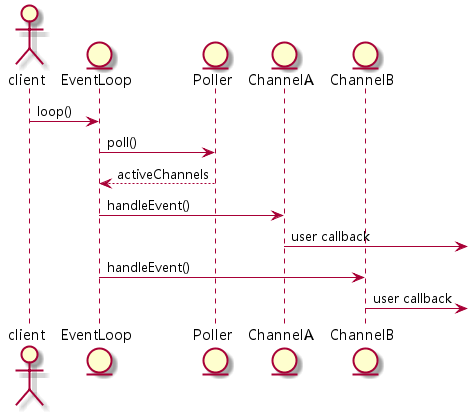 client EventLoop Poller ChannelA ChannelB
loop()
poll()
activeChannels
handleEvent()
user callback
handleEvent()
user callback
client EventLoop Poller ChannelA ChannelB